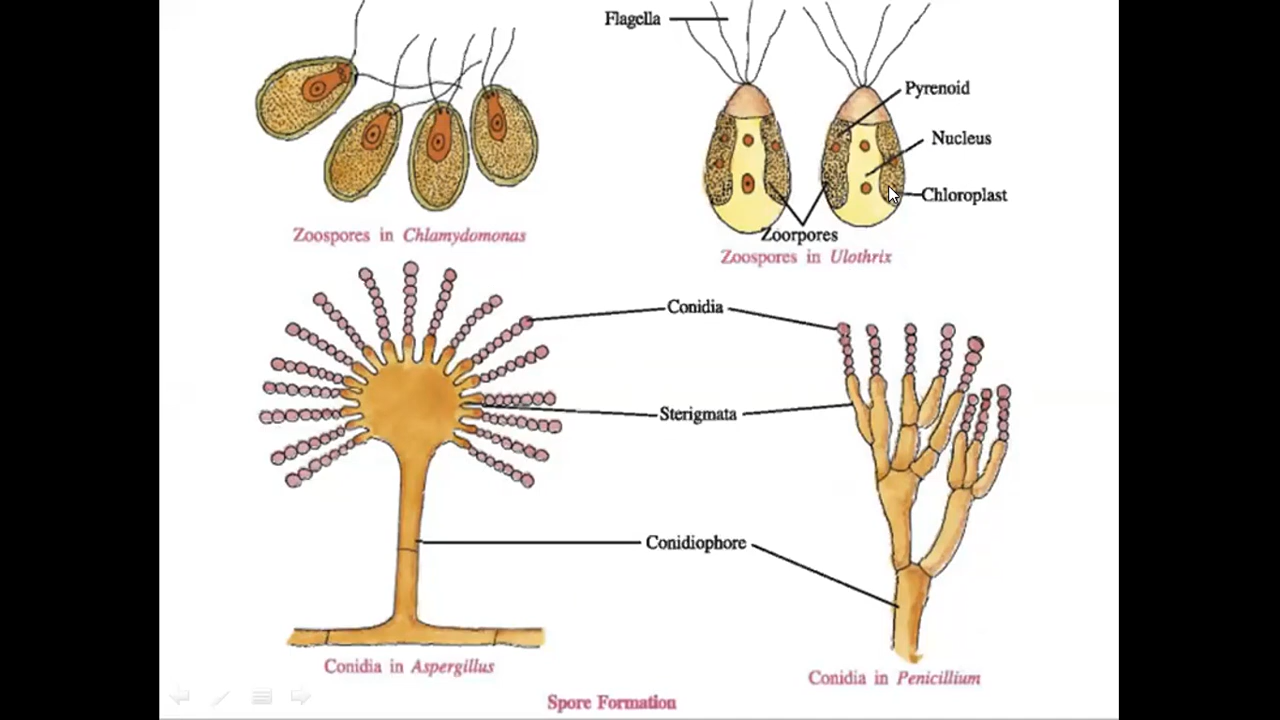 Flagella
Pyrenoid
Nucleus
Chloroplast
Zoorpores
Zoospores in Chlamydomonas
Zoospores in Ulothrix
Conidia
Sterigmata
Conidiophore
Conidia in Aspergillus
Conidia in Penicillium
Spore Formation